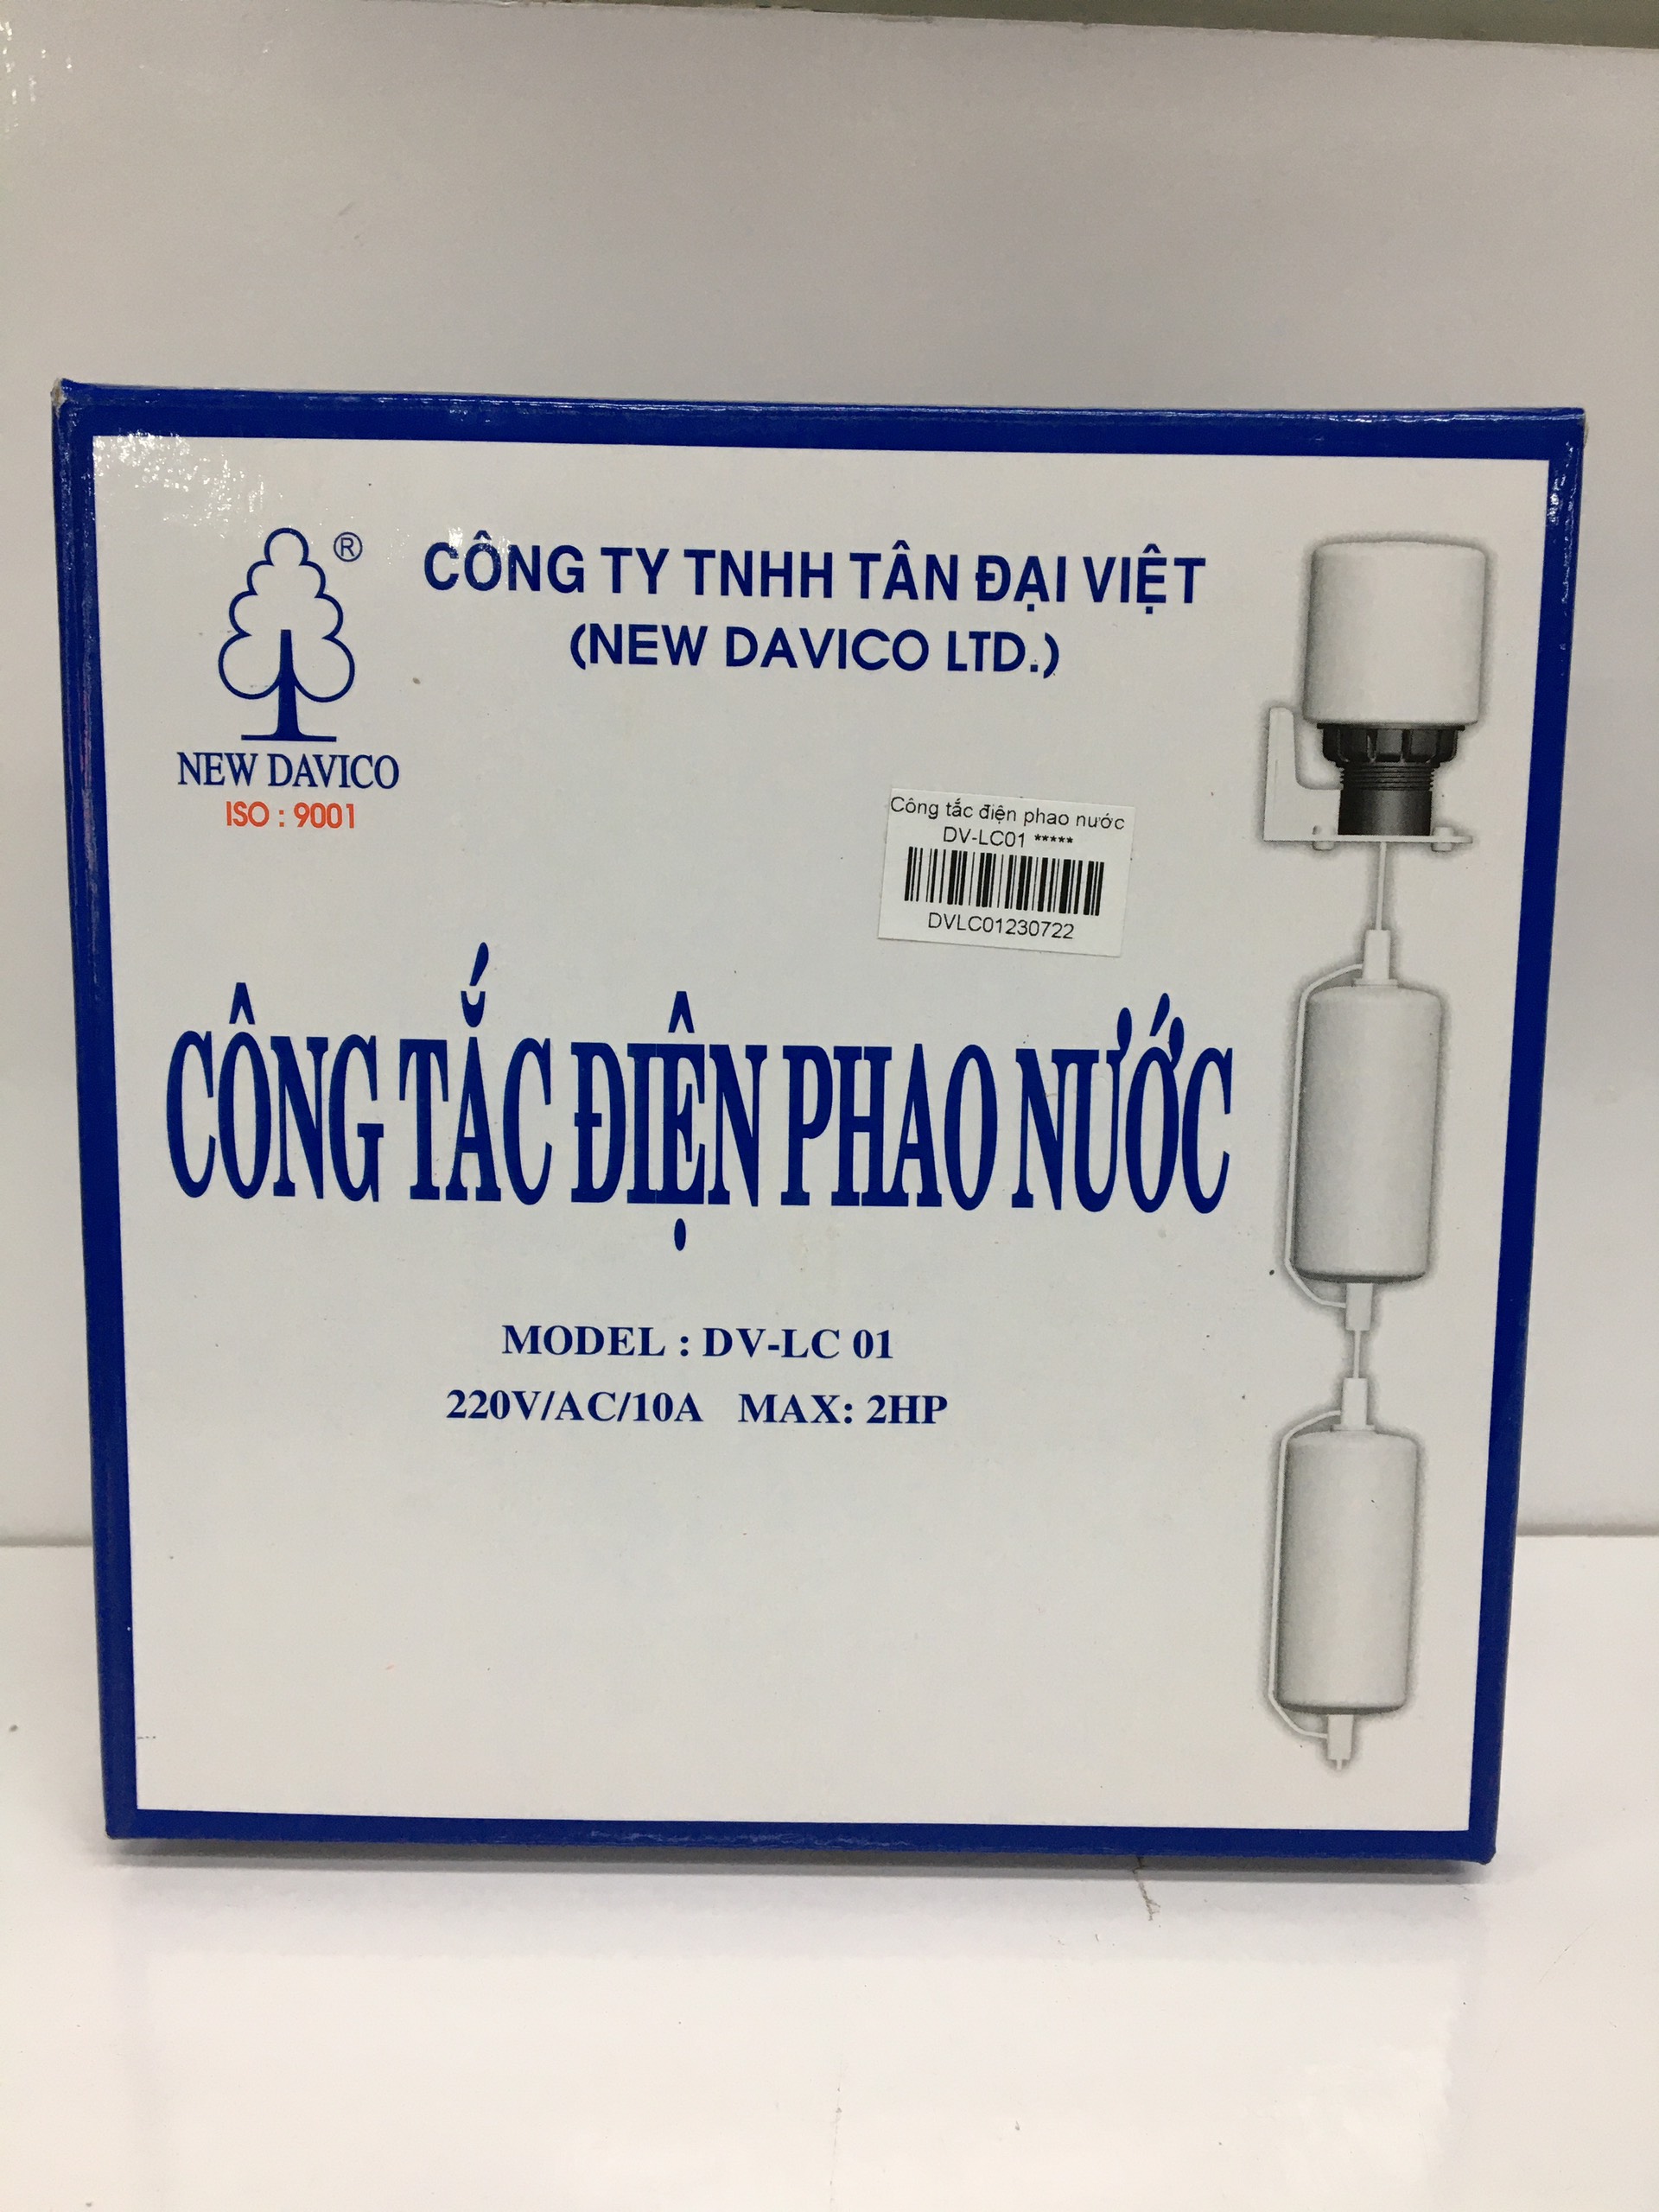 ®
CÔNG TY TNHH TÂN ĐẠI VIỆT
(NEW DAVICO LTD.)
NEW DAVICO
ISO : 9001
Công tắc điện phao nước
DV-LC01 *****
DVLC01230722
CÔNG TẮC ĐIỆN PHAO NƯỚC
MODEL : DV-LC 01
220V/AC/10A MAX: 2HP